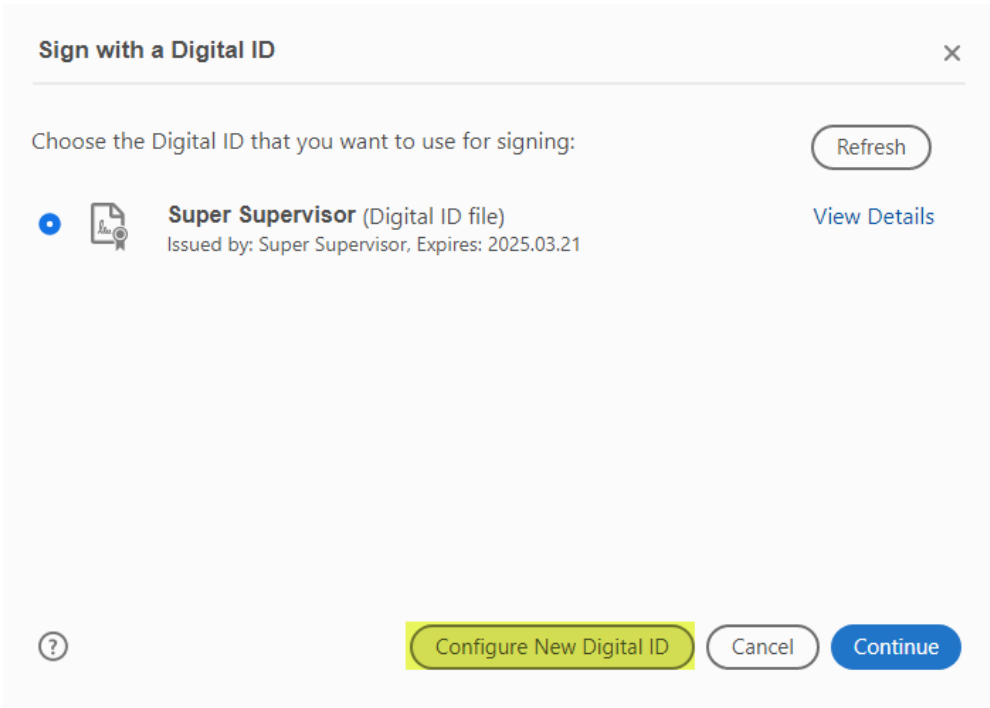 Sign with a Digital ID
Choose the Digital ID that you want to use for signing:
Refresh
Super Supervisor (Digital ID file)
View Details
Issued by: Super Supervisor, Expires: 2025.03.21
?
Configure New Digital ID
Cancel
Continue